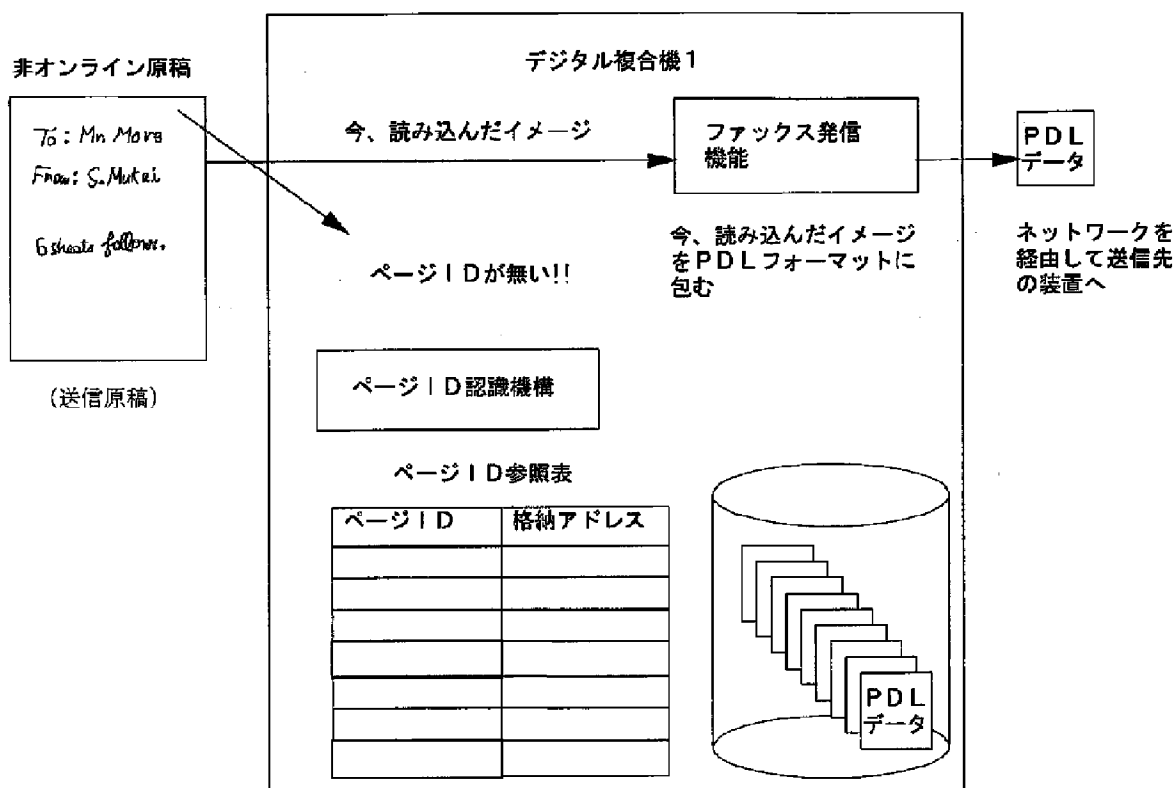 デジタル複合機1
非オンライン原稿
To: Mr. Mora
From: S. Mukai
6 sheets follows.
(送信原稿)
今、読み込んだイメージ
ファックス発信
機能
PDL
データ
今、読み込んだイメージ
をPDLフォーマットに
包む
ネットワークを
経由して送信先
の装置へ
ページIDが無い!!
ページID認識機構
ページID参照表
ページID
格納アドレス
PDL
データ